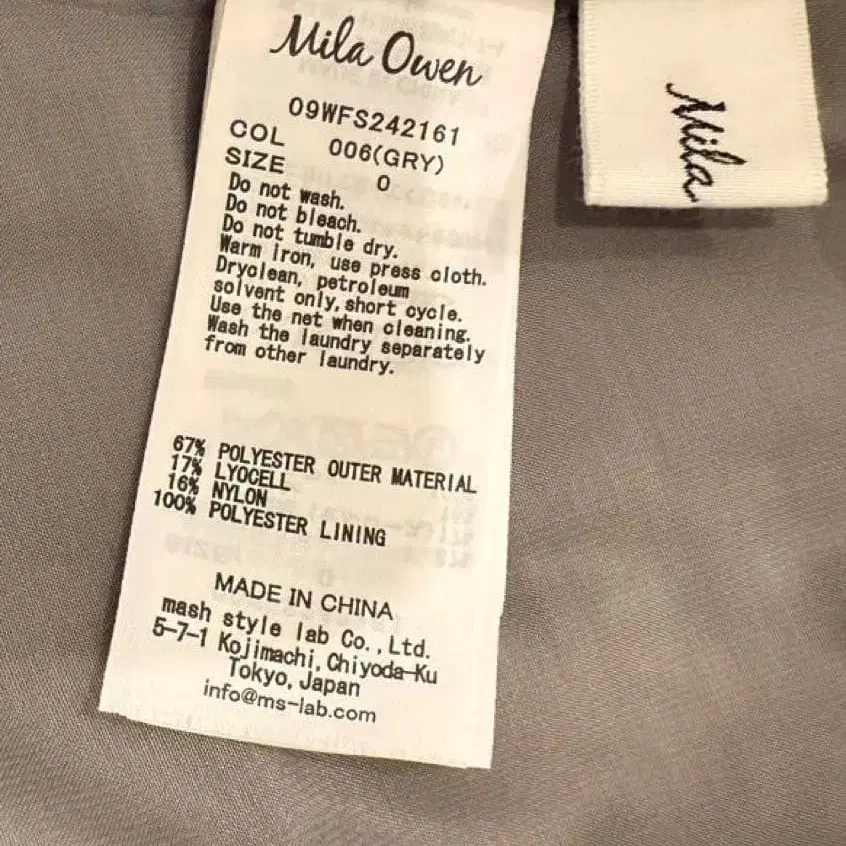 Mila Owen
09WFS242161
COL 006(GRY)
SIZE 0
Do not wash.
Do not bleach.
Do not tumble dry.
Warm iron, use press cloth.
Dryclean, petroleum
solvent only,short cycle.
Use the net when cleaning.
Wash the laundry separately
from other laundry.
67% POLYESTER OUTER MATERIAL
17% LYOCELL
16% NYLON
100% POLYESTER LINING
MADE IN CHINA
mash style lab Co.,Ltd.
5-7-1 Kojimachi,Chiyoda-Ku
Tokyo,Japan
info@ms-lab.com
Mila